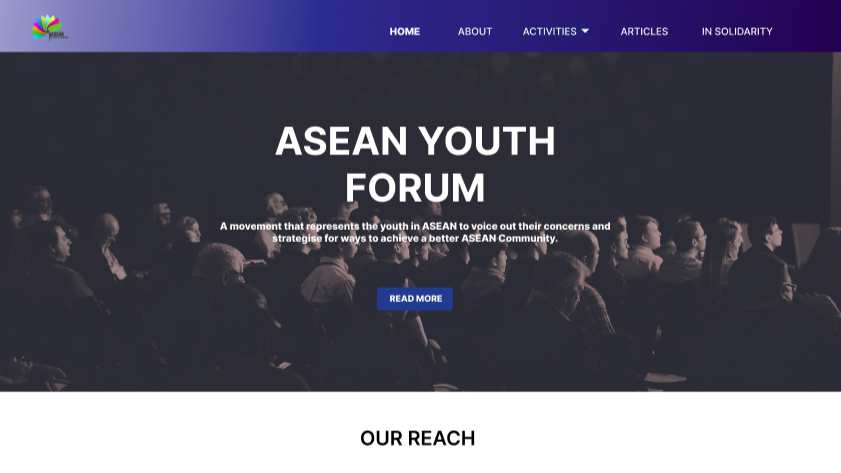 ASEAN
HOME
ABOUT
ACTIVITIES
ARTICLES
IN SOLIDARITY
ASEAN YOUTH
FORUM
A movement that represents the youth in ASEAN to voice out their concerns and
strategise for ways to achieve a better ASEAN Community.
READ MORE
OUR REACH